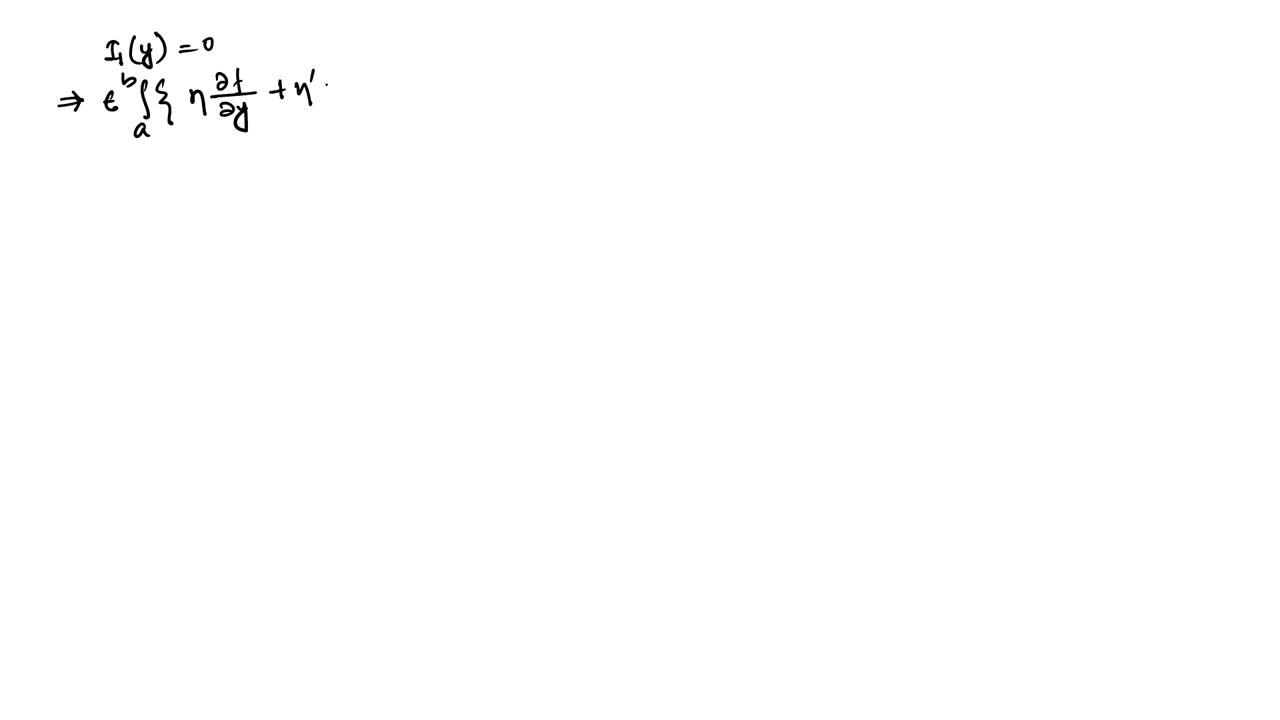 I₁(y) = 0
⇒ ϵ ∫ₐᵇ { η ∂f/∂y + η′